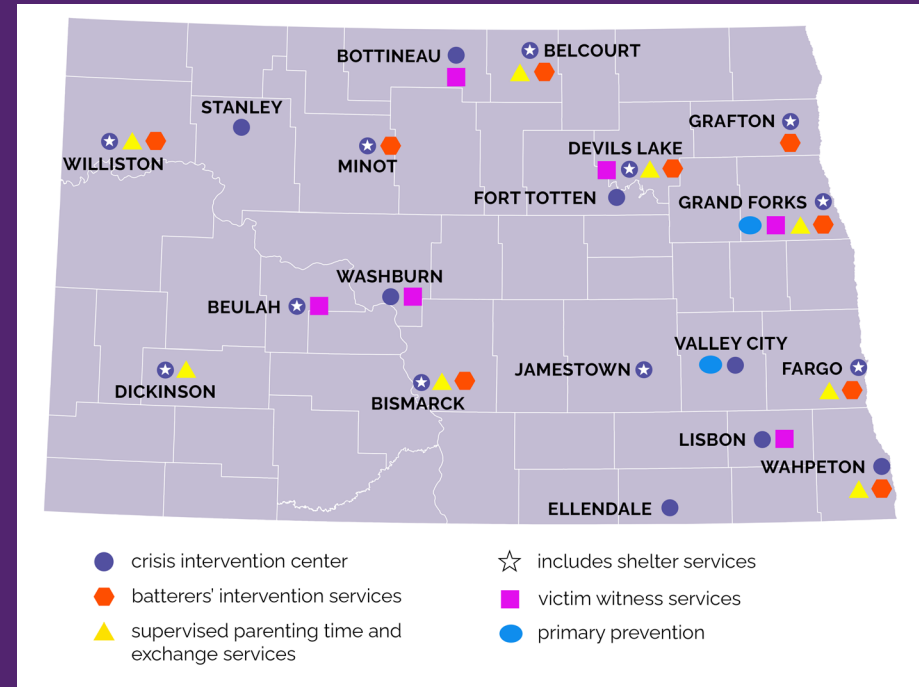 BOTTINEAU
BELCOURT
STANLEY
GRAFTON
WILLISTON
MINOT
DEVILS LAKE
FORT TOTTEN
GRAND FORKS
WASHBURN
BEULAH
VALLEY CITY
DICKINSON
JAMESTOWN
FARGO
BISMARCK
LISBON
WAHPETON
ELLENDALE
crisis intervention center
batterers' intervention services
supervised parenting time and
exchange services
includes shelter services
victim witness services
primary prevention